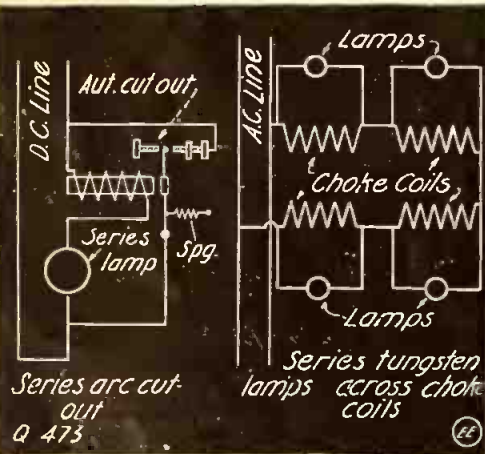 D.C. Line
Aut. cut out
Series
lamp
Spg.
Series arc cut-
out
Q 473
A.C. Line
Lamps
Choke Coils
Lamps
Series tungsten
lamps across choke
coils
EE